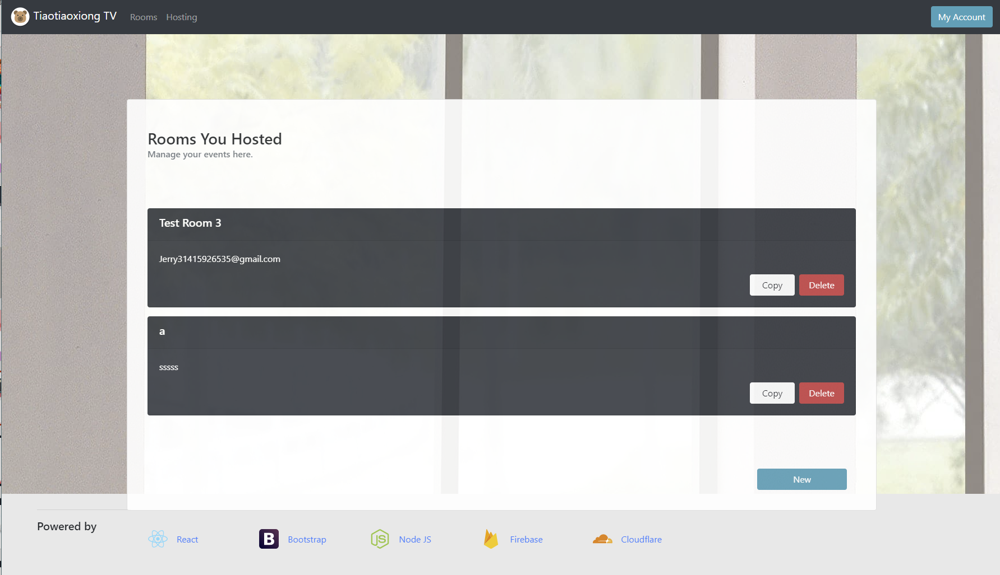 Tiaotiaoxiong TV Rooms Hosting My Account
Rooms You Hosted
Manage your events here.
Test Room 3
Jerry31415926535@gmail.com
Copy Delete
a
sssss
Copy Delete
New
Powered by
React B Bootstrap JS Node JS Firebase Cloudflare